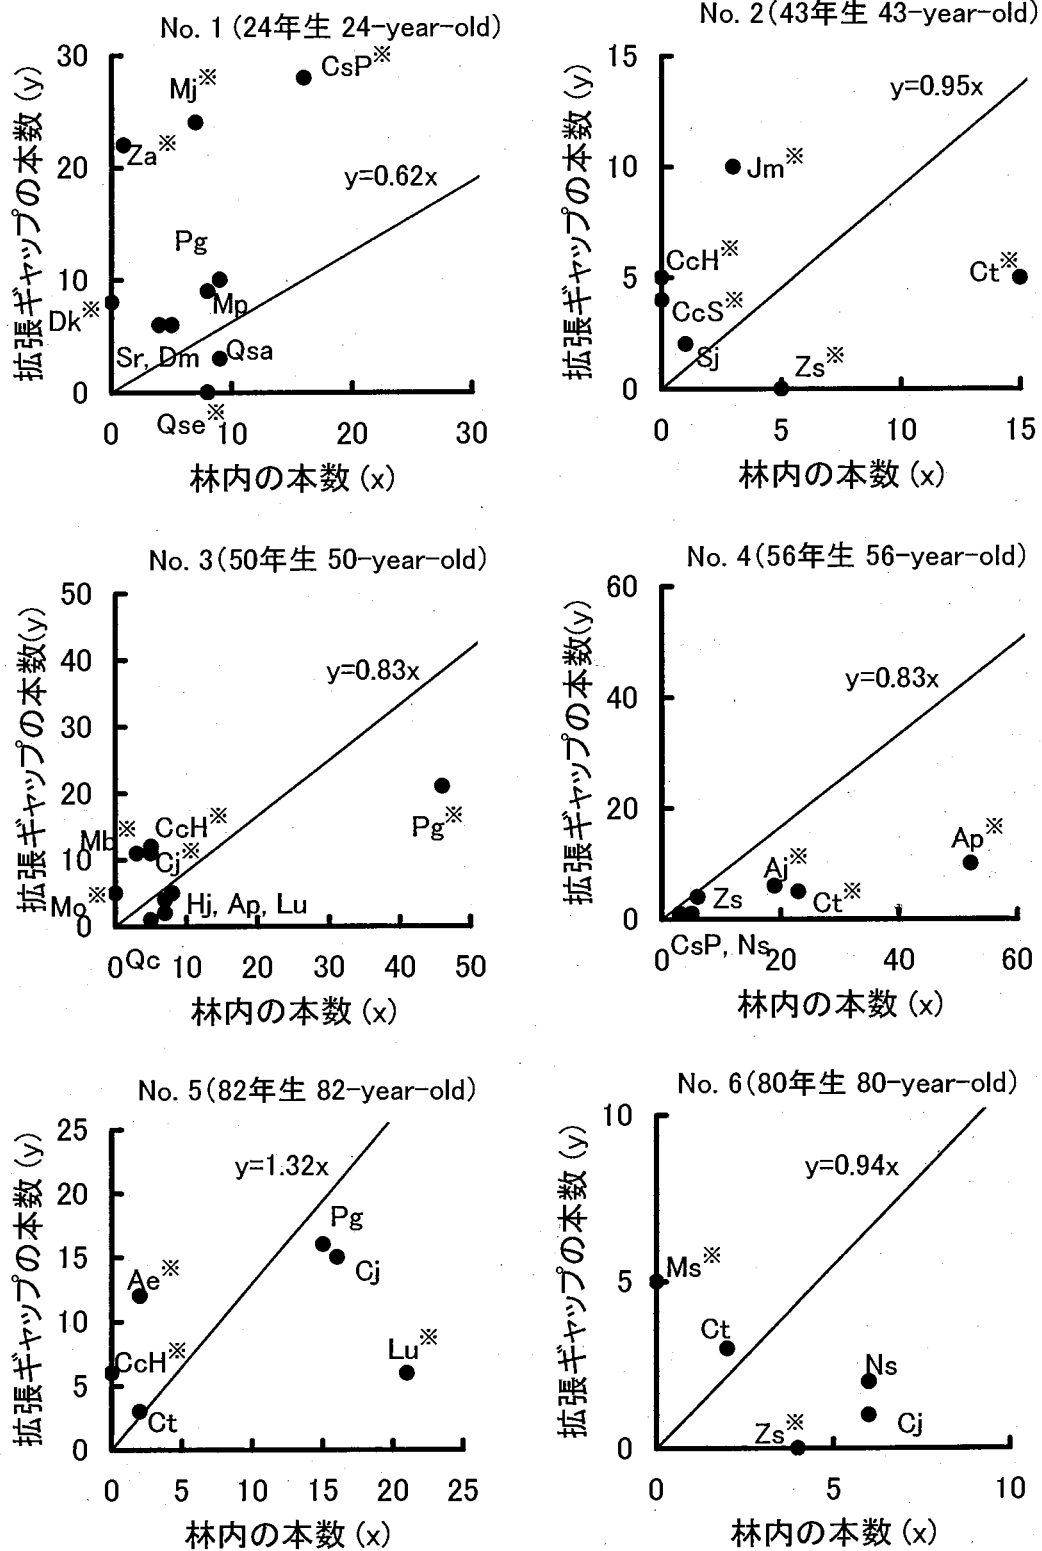 No. 1 (24年生 24-year-old)
拡張ギャップの本数 (y)
30
20
10
0
CsP※
Mj※
Za※
y=0.62x
Pg
Mp
Dk※
Sr, Dm
Qsa
Qse※
0 10 20 30
林内の本数 (x)
No. 2 (43年生 43-year-old)
拡張ギャップの本数 (y)
15
10
5
0
y=0.95x
Jm※
CcH※
Ct※
CcS※
Sj
Zs※
0 5 10 15
林内の本数 (x)
No. 3 (50年生 50-year-old)
拡張ギャップの本数(y)
50
40
30
20
10
0
y=0.83x
Mb※
CcH※
Cj※
Pg※
Mo※
Hj, Ap, Lu
Qc
0 10 20 30 40 50
林内の本数 (x)
No. 4 (56年生 56-year-old)
拡張ギャップの本数(y)
60
40
20
0
y=0.83x
Ap※
Aj※
Zs
Ct※
CsP, Ns
0 20 40 60
林内の本数 (x)
No. 5 (82年生 82-year-old)
拡張ギャップの本数 (y)
25
20
15
10
5
0
y=1.32x
Pg
Cj
Ae※
CcH※
Lu※
Ct
0 5 10 15 20 25
林内の本数 (x)
No. 6 (80年生 80-year-old)
拡張ギャップの本数 (y)
10
5
0
y=0.94x
Ms※
Ct
Ns
Cj
Zs※
0 5 10
林内の本数 (x)